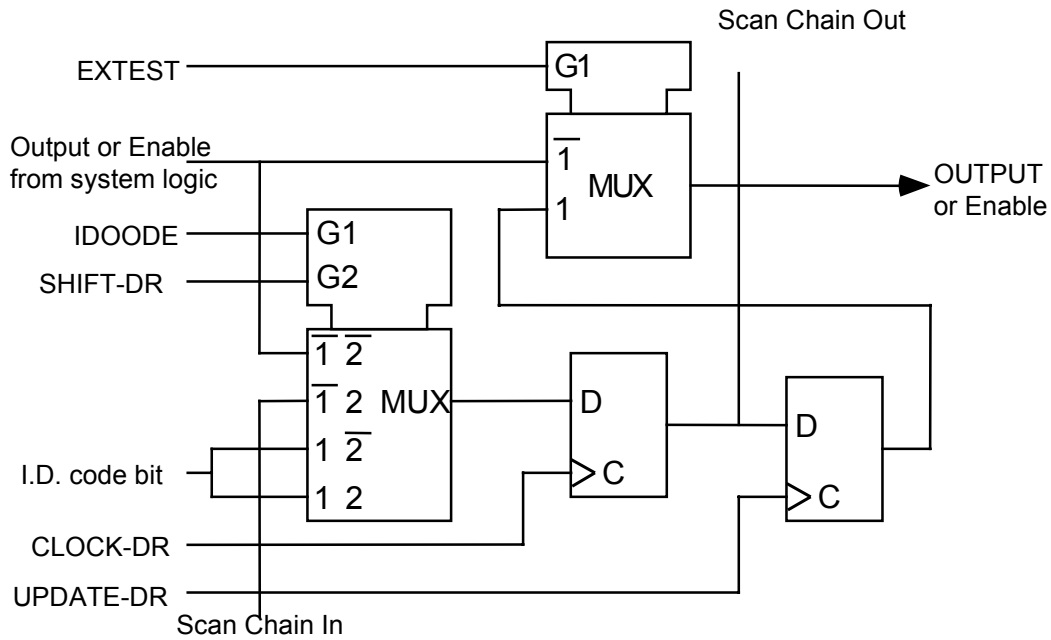 Scan Chain Out
EXTEST
G1
Output or Enable
from system logic
1̅
MUX
1
OUTPUT
or Enable
IDOODE
G1
SHIFT-DR
G2
1̅ 2̅
1̅ 2
MUX
1 2̅
1 2
D
C
D
C
I.D. code bit
CLOCK-DR
UPDATE-DR
Scan Chain In